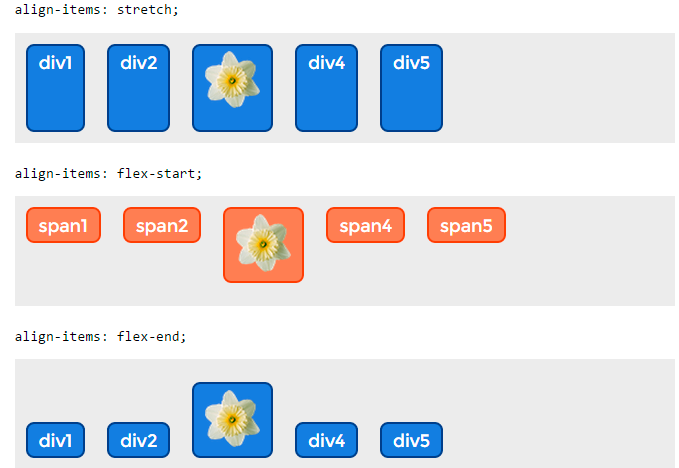 align-items: stretch;
div1 div2 div4 div5
align-items: flex-start;
span1 span2 span4 span5
align-items: flex-end;
div1 div2 div4 div5